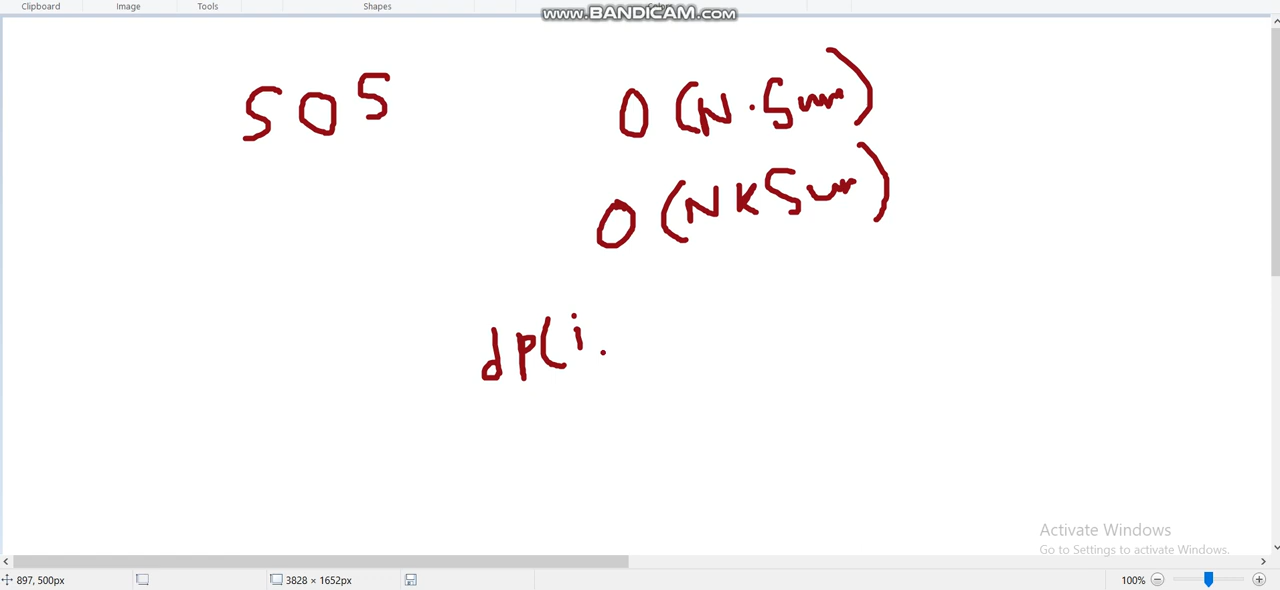 Clipboard Image Tools Shapes Colors
www.BANDICAM.com
SOS
O(N.Sum)
O(NKSum)
dp(i.
Activate Windows
Go to Settings to activate Windows.
897, 500px 3828 × 1652px 100%